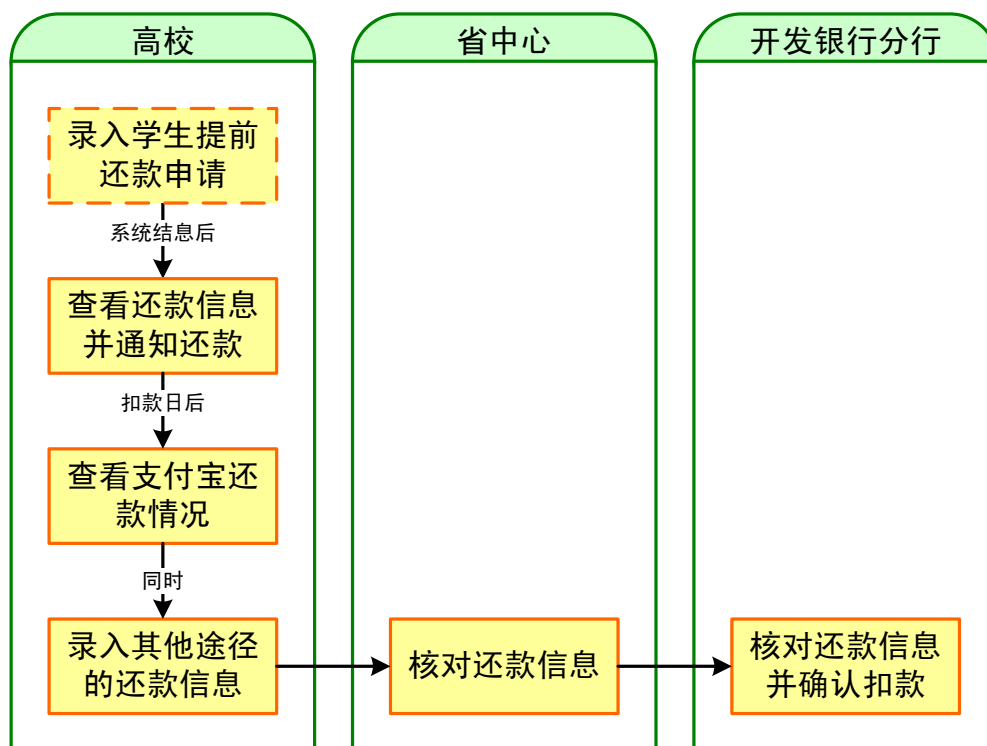 高校
省中心
开发银行分行
录入学生提前
还款申请
系统结息后
查看还款信息
并通知还款
扣款日后
查看支付宝还
款情况
同时
录入其他途径
的还款信息
核对还款信息
核对还款信息
并确认扣款